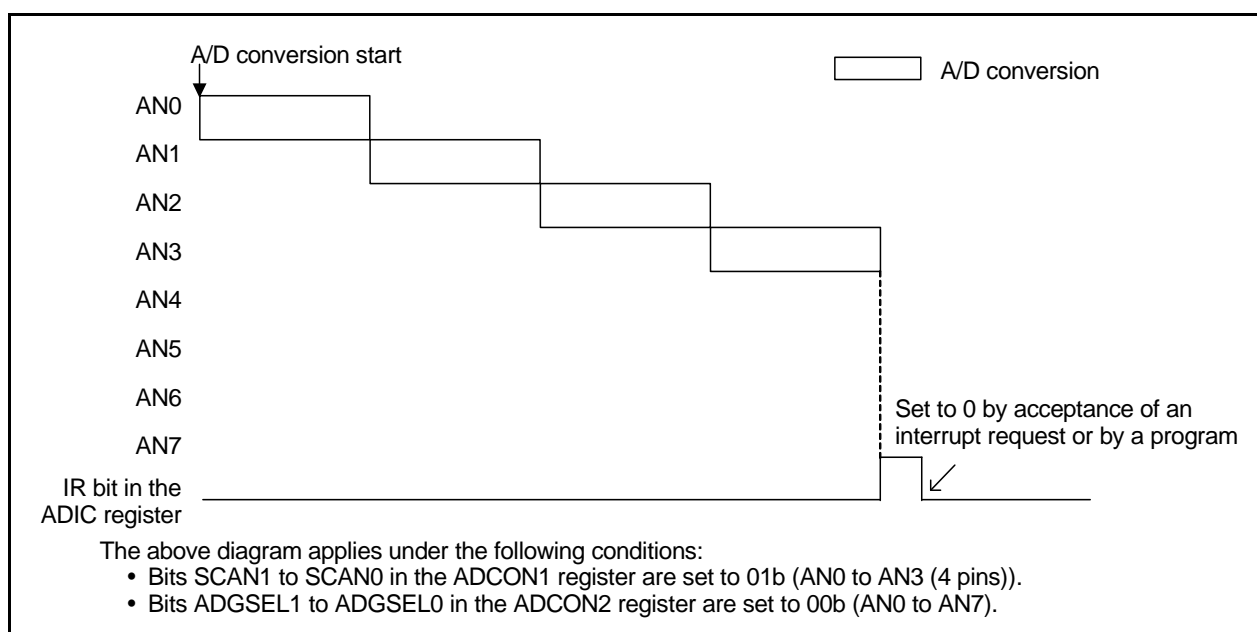 A/D conversion start
A/D conversion
AN0
AN1
AN2
AN3
AN4
AN5
AN6
AN7
Set to 0 by acceptance of an
interrupt request or by a program
IR bit in the
ADIC register
The above diagram applies under the following conditions:
• Bits SCAN1 to SCAN0 in the ADCON1 register are set to 01b (AN0 to AN3 (4 pins)).
• Bits ADGSEL1 to ADGSEL0 in the ADCON2 register are set to 00b (AN0 to AN7).